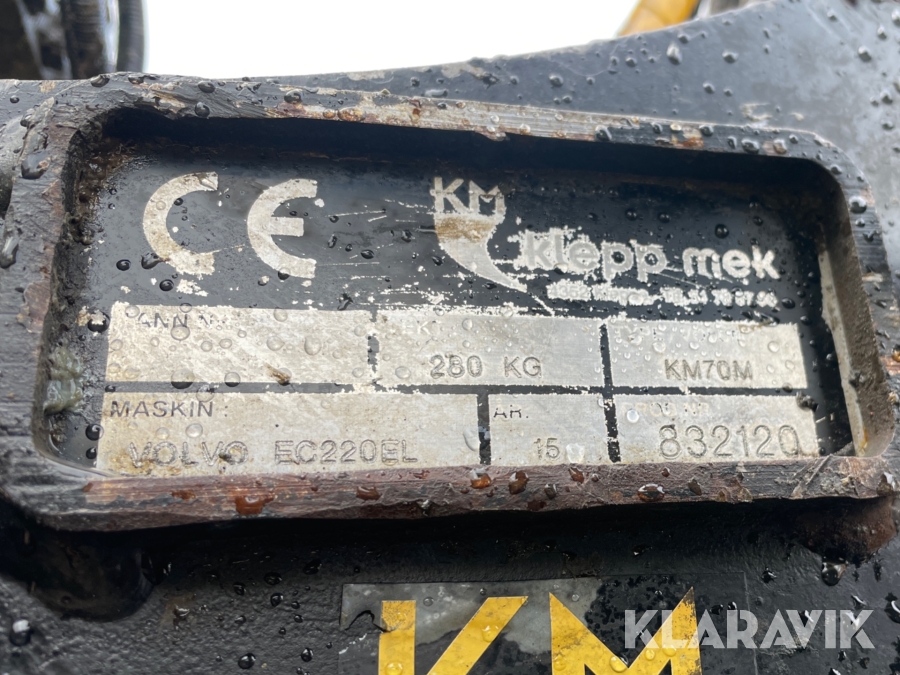 CE
KM
klepp mek
280 KG
KM70M
MASKIN:
ÅR:
VOLVO EC220EL
15
832120
KM
KLARAVIK